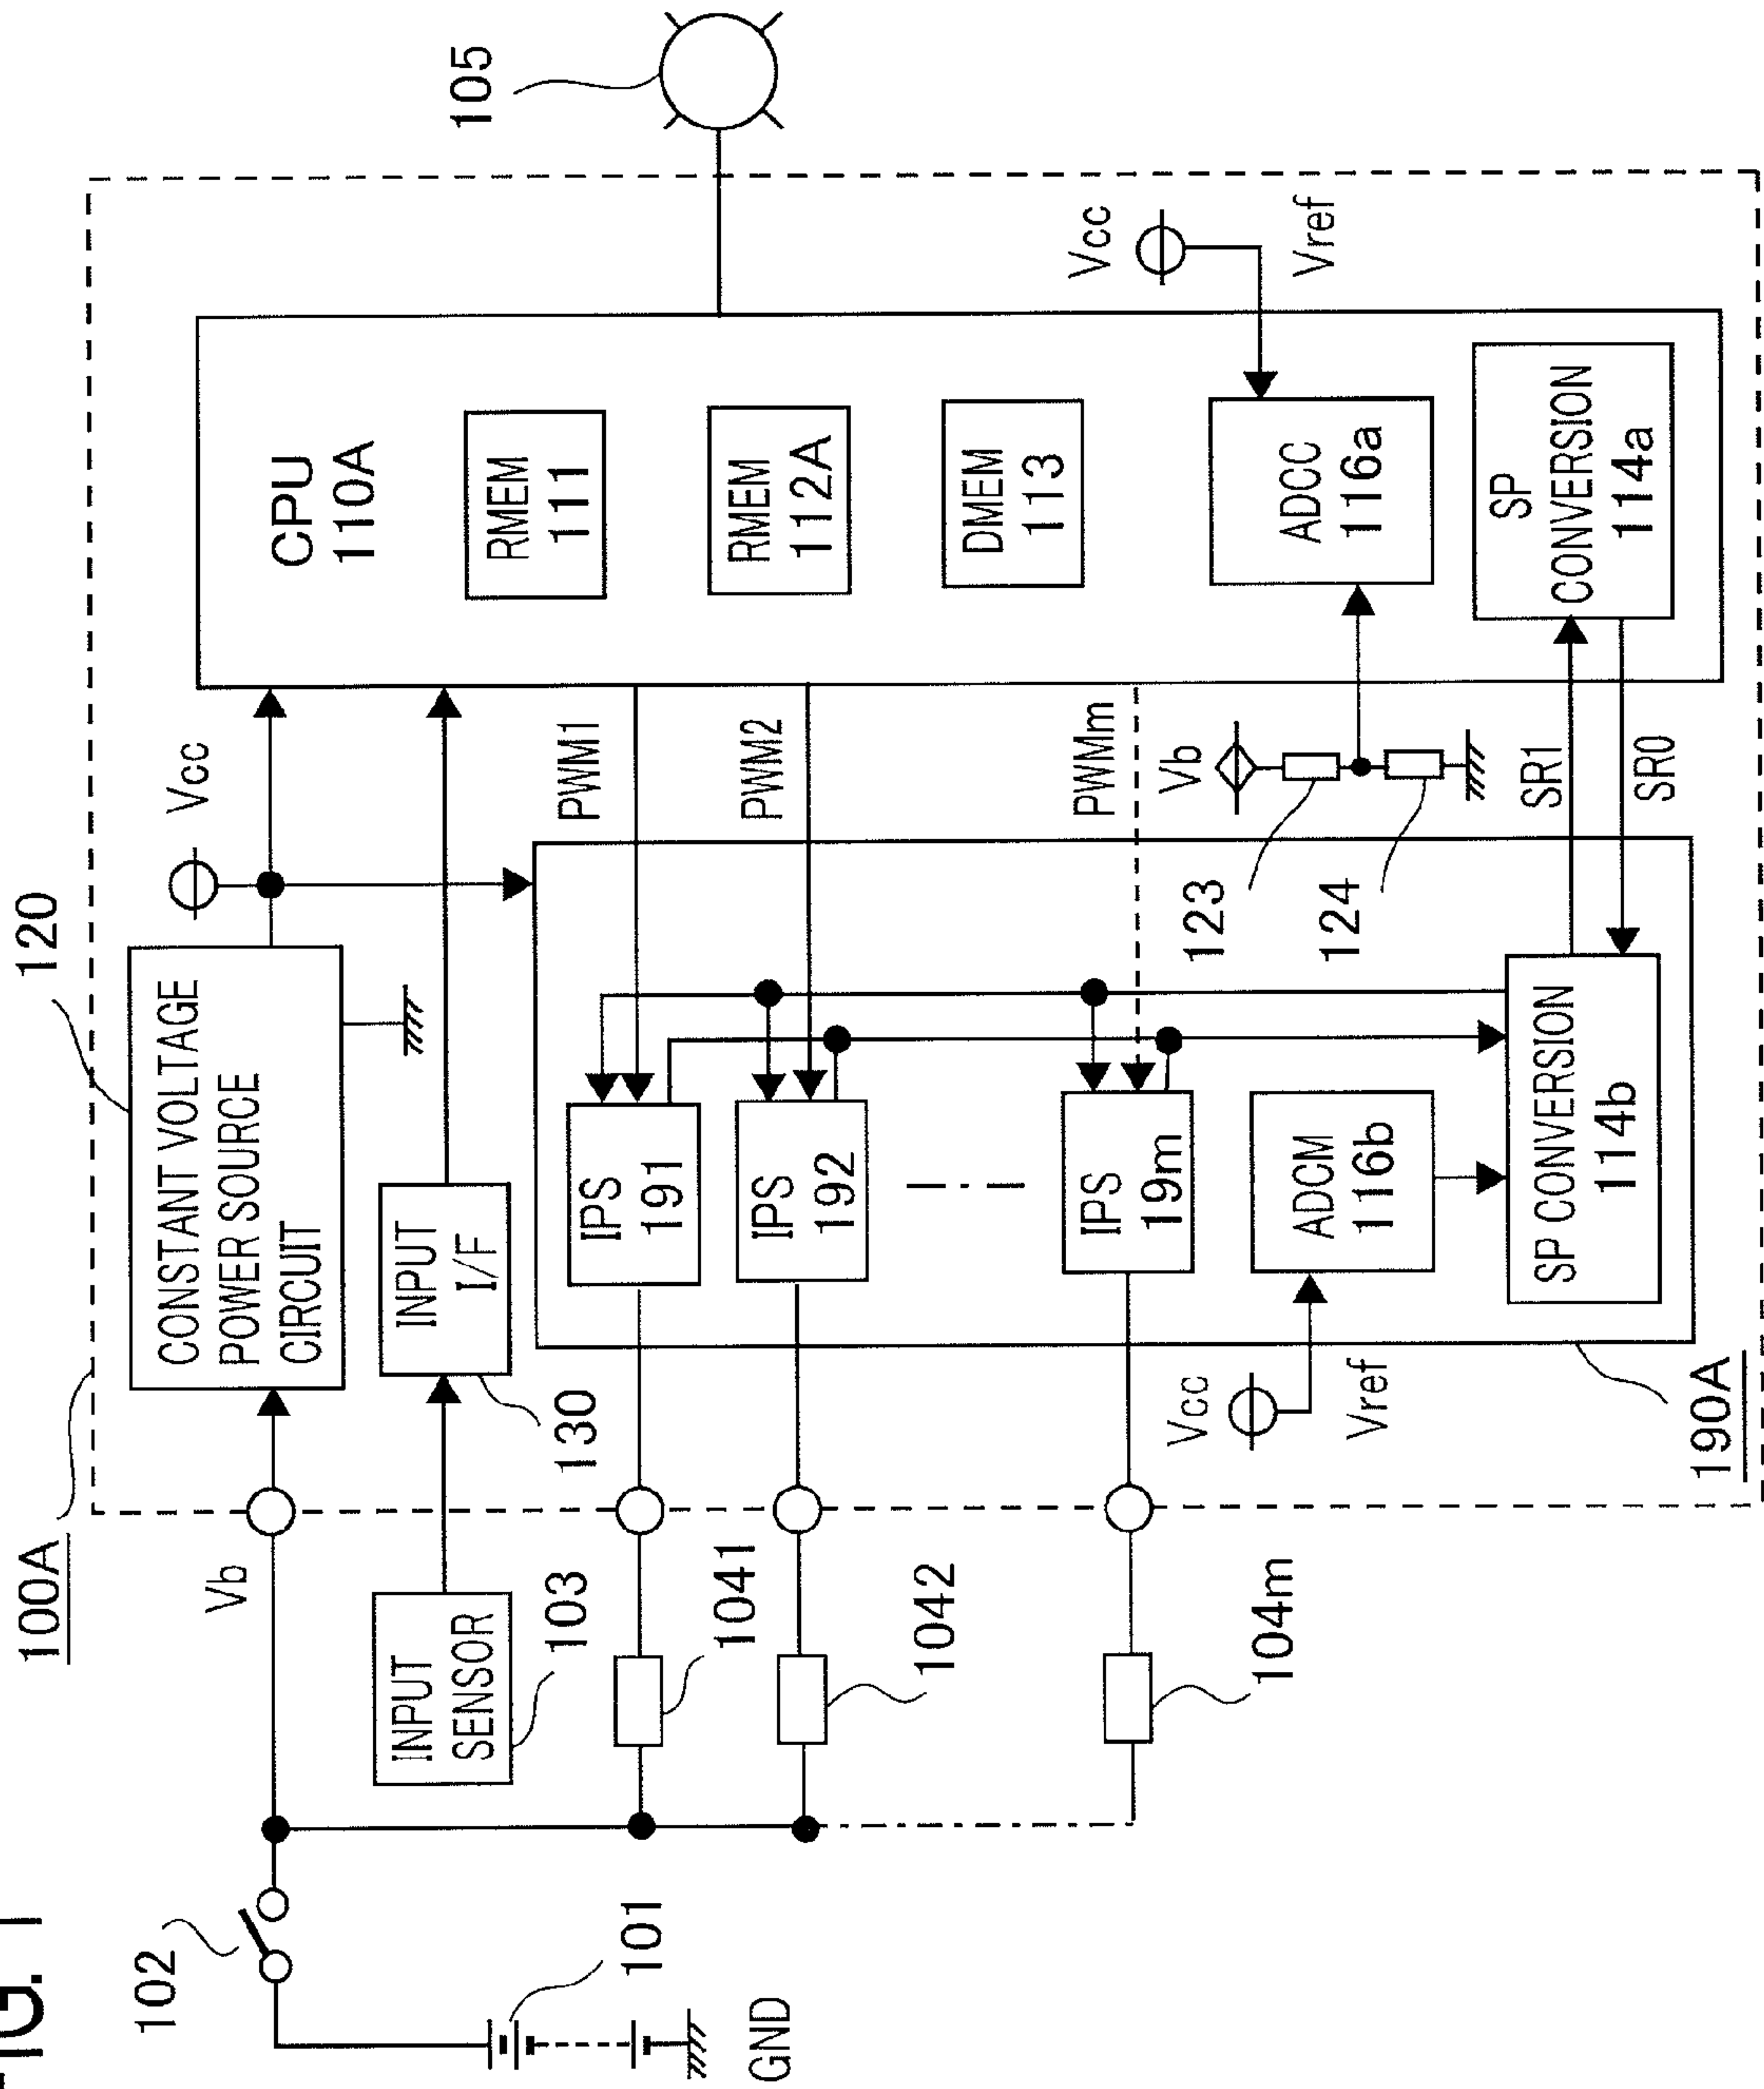 FIG. 1
100A
120
Vb
102
101
GND
CONSTANT VOLTAGE
POWER SOURCE
CIRCUIT
Vcc
CPU
110A
105
INPUT
SENSOR
103
INPUT
I/F
130
1041
1042
104m
IPS
191
IPS
192
IPS
19m
PWM1
PWM2
PWMm
RMEM
111
RMEM
112A
DMEM
113
ADCC
116a
Vcc
Vref
Vb
123
124
ADCM
116b
Vcc
Vref
SP CONVERSION
114b
SR1
SR0
SP
CONVERSION
114a
190A